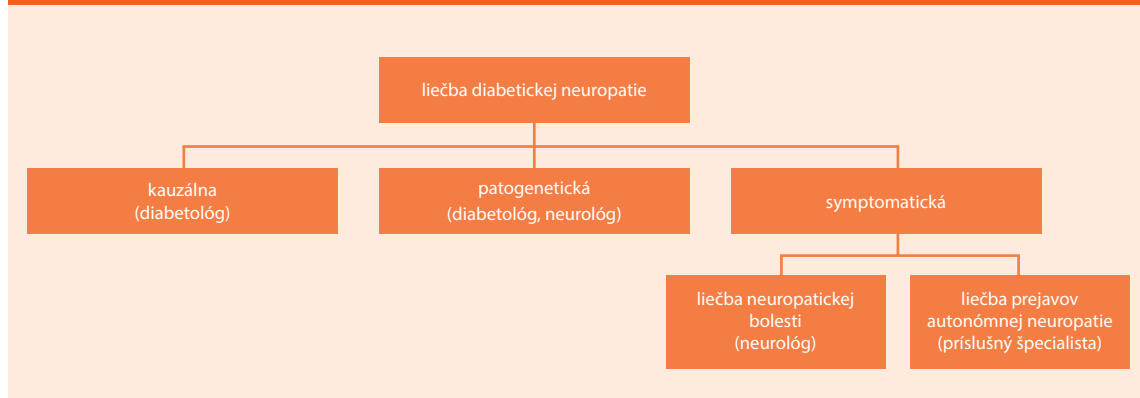 liečba diabetickej neuropatie
kauzálna
(diabetológ)
patogenetická
(diabetológ, neurológ)
symptomatická
liečba neuropatickej
bolesti
(neurológ)
liečba prejavov
autonómnej neuropatie
(príslušný špecialista)